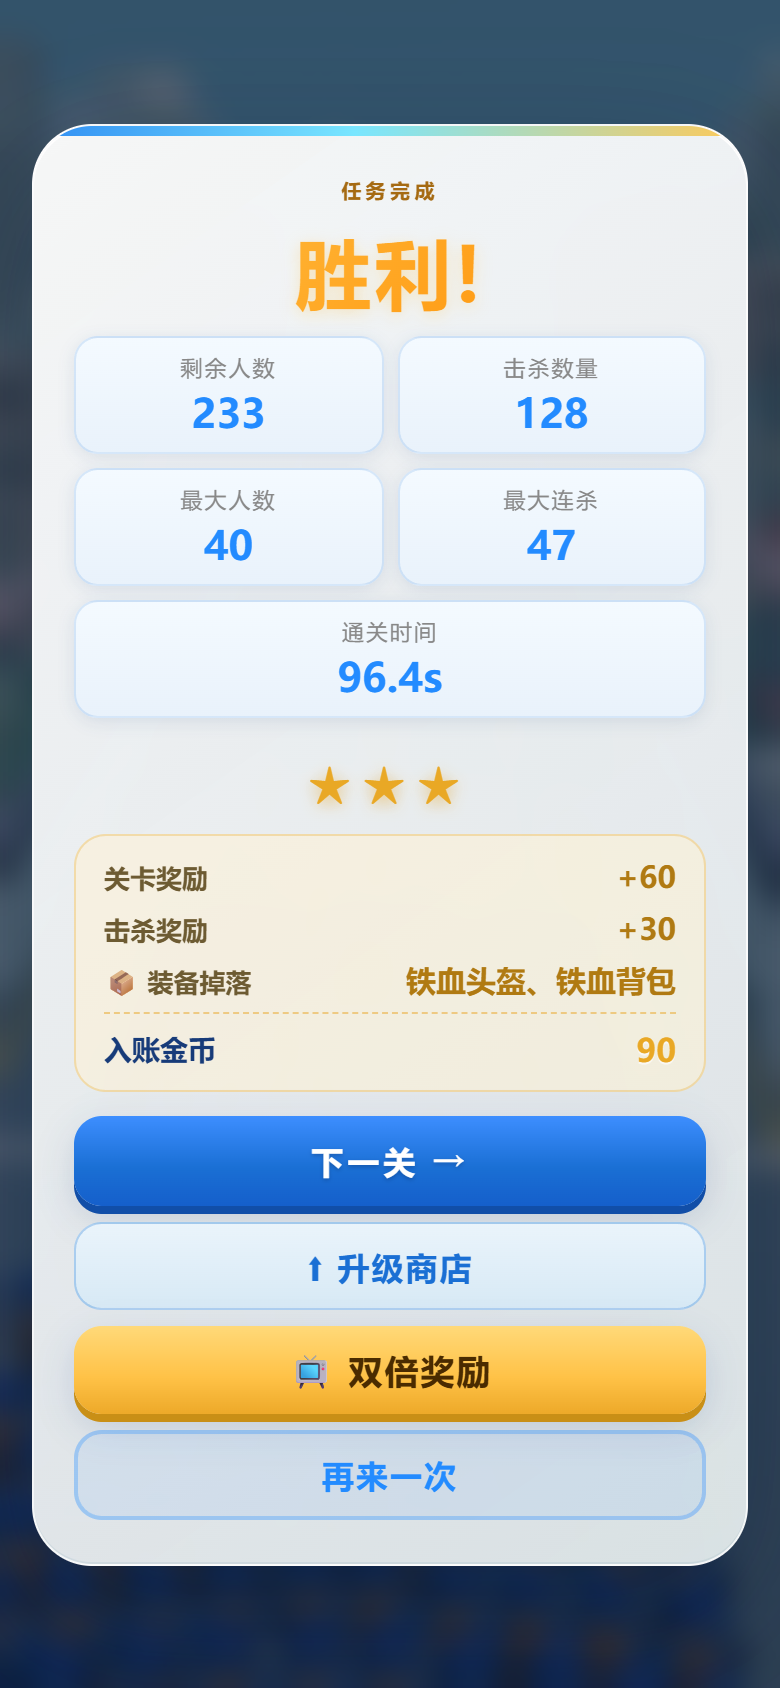 任务完成
胜利!
剩余人数
233
击杀数量
128
最大人数
40
最大连杀
47
通关时间
96.4s
★★★
关卡奖励 +60
击杀奖励 +30
📦 装备掉落 铁血头盔、铁血背包
入账金币 90
下一关 →
⬆ 升级商店
📺 双倍奖励
再来一次